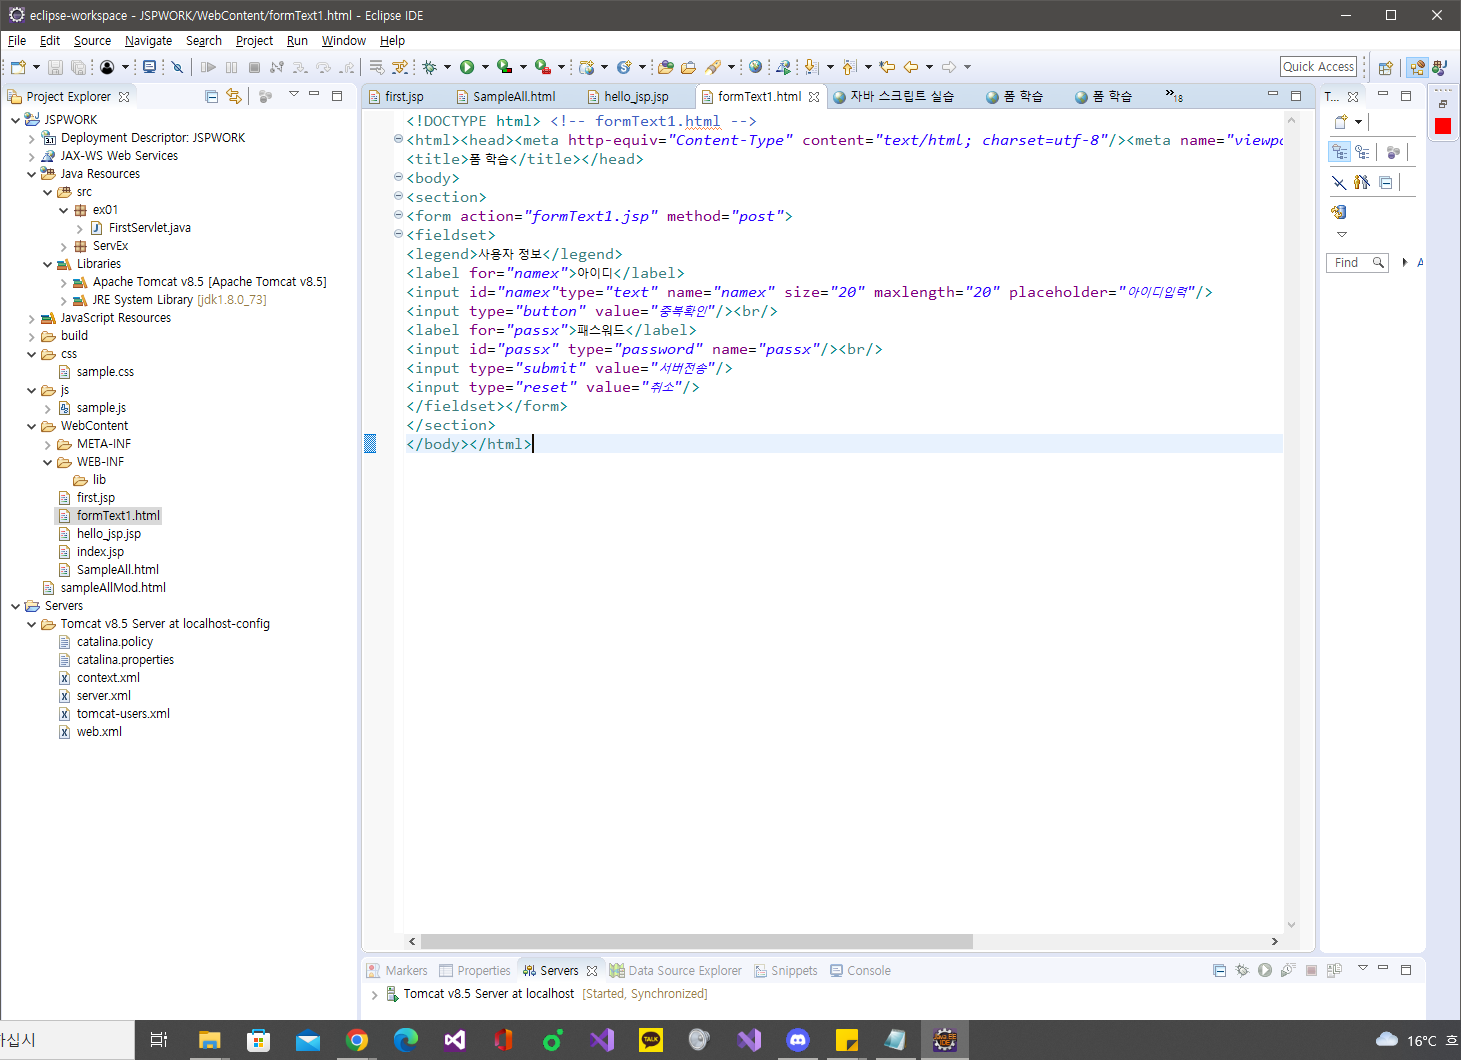 eclipse-workspace - JSPWORK/WebContent/formText1.html - Eclipse IDE
File Edit Source Navigate Search Project Run Window Help
Quick Access
Project Explorer
first.jsp SampleAll.html hello_jsp.jsp formText1.html 자바 스크립트 실습 폼 학습 폼 학습 »18
T...
JSPWORK
Deployment Descriptor: JSPWORK
JAX-WS Web Services
Java Resources
src
ex01
FirstServlet.java
ServEx
Libraries
Apache Tomcat v8.5 [Apache Tomcat v8.5]
JRE System Library [jdk1.8.0_73]
JavaScript Resources
build
css
sample.css
js
sample.js
WebContent
META-INF
WEB-INF
lib
first.jsp
formText1.html
hello_jsp.jsp
index.jsp
SampleAll.html
sampleAllMod.html
Servers
Tomcat v8.5 Server at localhost-config
catalina.policy
catalina.properties
context.xml
server.xml
tomcat-users.xml
web.xml
<!DOCTYPE html> <!-- formText1.html -->
<html><head><meta http-equiv="Content-Type" content="text/html; charset=utf-8"/><meta name="viewpo
<title>폼 학습</title></head>
<body>
<section>
<form action="formText1.jsp" method="post">
<fieldset>
<legend>사용자 정보</legend>
<label for="namex">아이디</label>
<input id="namex"type="text" name="namex" size="20" maxlength="20" placeholder="아이디입력"/>
<input type="button" value="중복확인"/><br/>
<label for="passx">패스워드</label>
<input id="passx" type="password" name="passx"/><br/>
<input type="submit" value="서버전송"/>
<input type="reset" value="취소"/>
</fieldset></form>
</section>
</body></html>
Find
Markers Properties Servers Data Source Explorer Snippets Console
Tomcat v8.5 Server at localhost [Started, Synchronized]
하십시
TALK
Java EE IDE
16°C 흐